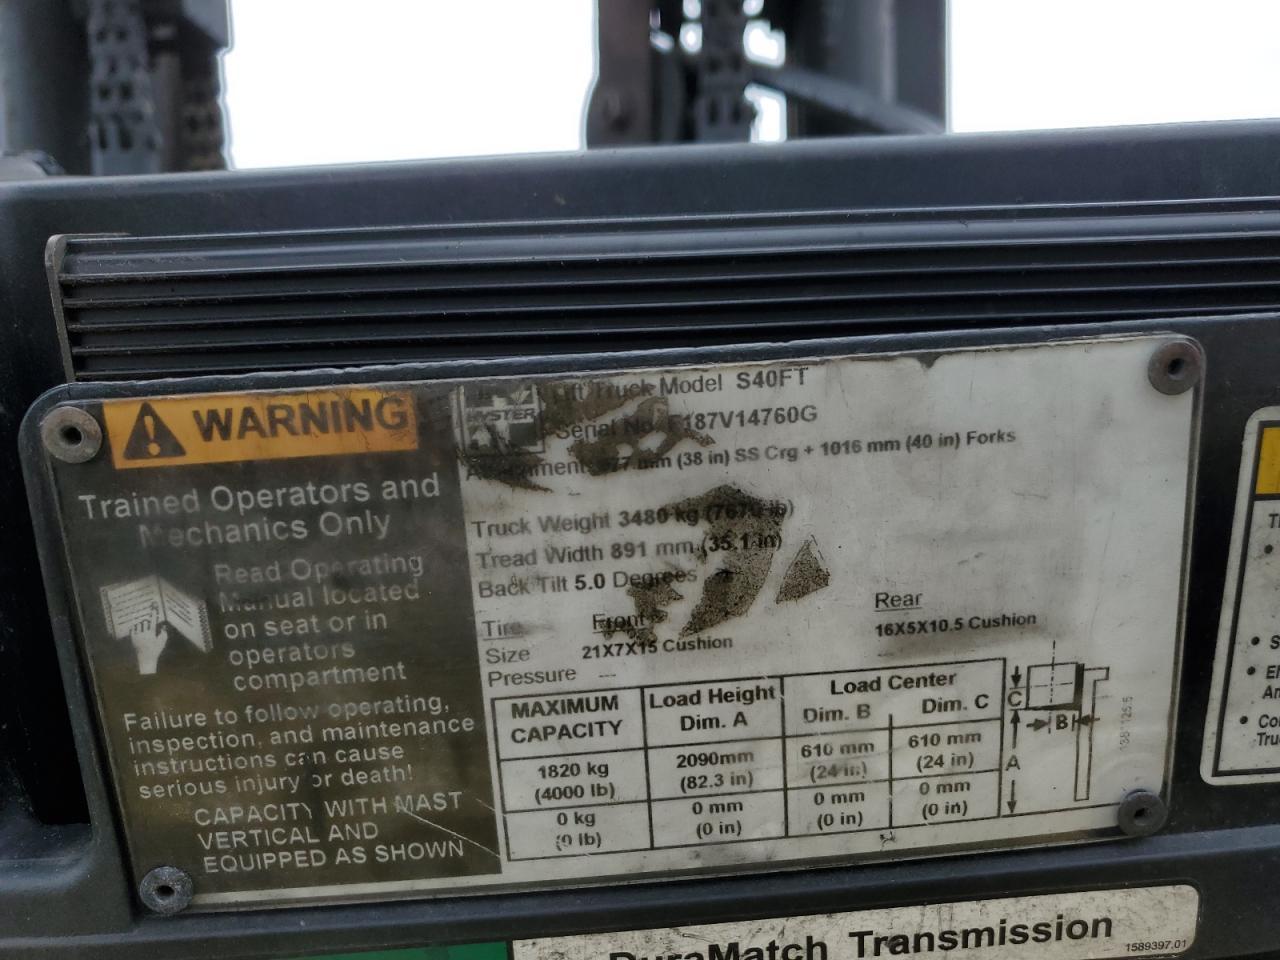 WARNING
Trained Operators and
Mechanics Only
Read Operating
Manual located
on seat or in
operators
compartment
Failure to follow operating,
inspection, and maintenance
instructions can cause
serious injury or death!
CAPACITY WITH MAST
VERTICAL AND
EQUIPPED AS SHOWN
HYSTER
Lift Truck Model S40FT
Serial No. F187V14760G
mm (38 in) SS Crg + 1016 mm (40 in) Forks
Truck Weight 3480 kg
Tread Width 891 mm (35.1 in)
Back Tilt 5.0 Degrees
Tire Front Rear
Size 21X7X15 Cushion 16X5X10.5 Cushion
Pressure ---
MAXIMUM CAPACITY Load Height Dim. A Load Center Dim. B Dim. C
1820 kg (4000 lb) 2090mm (82.3 in) 610 mm (24 in) 610 mm (24 in)
0 kg (0 lb) 0 mm (0 in) 0 mm (0 in) 0 mm (0 in)
C
B
A
DuraMatch Transmission
1589397.01